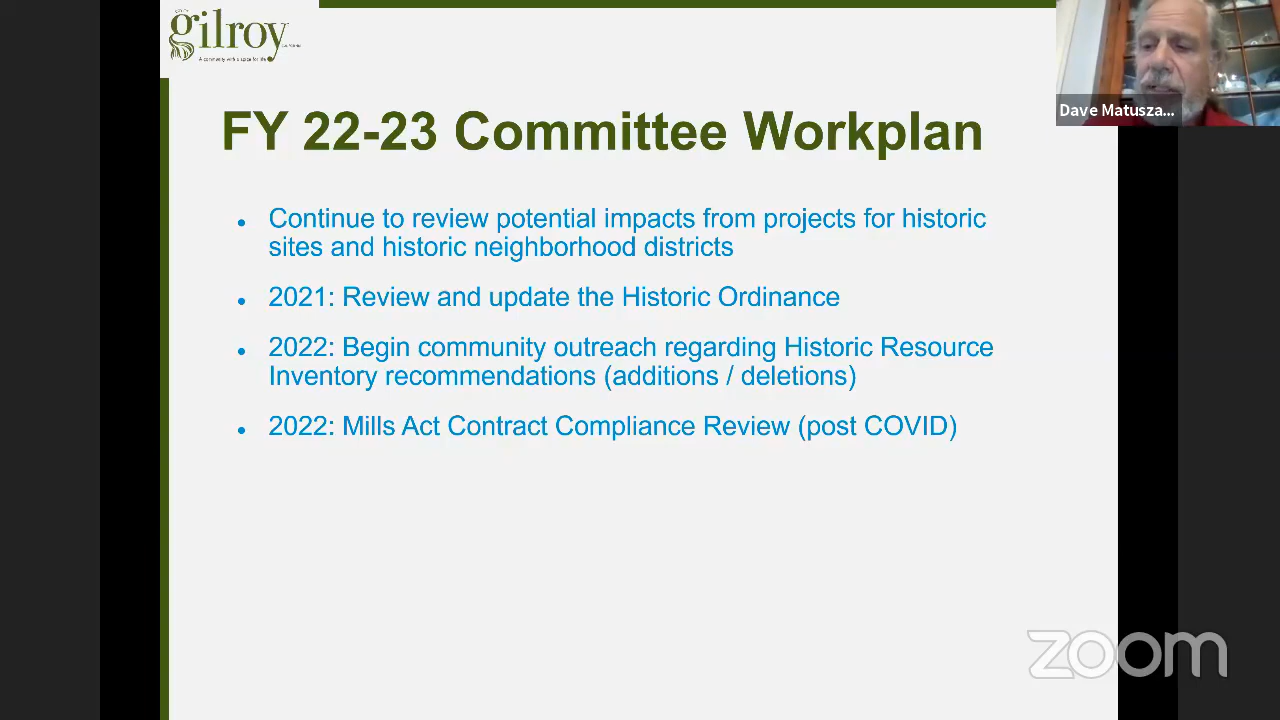 gilroy
A community with a spice for life
Dave Matusza...
FY 22-23 Committee Workplan
• Continue to review potential impacts from projects for historic
sites and historic neighborhood districts
• 2021: Review and update the Historic Ordinance
• 2022: Begin community outreach regarding Historic Resource
Inventory recommendations (additions / deletions)
• 2022: Mills Act Contract Compliance Review (post COVID)
zoom